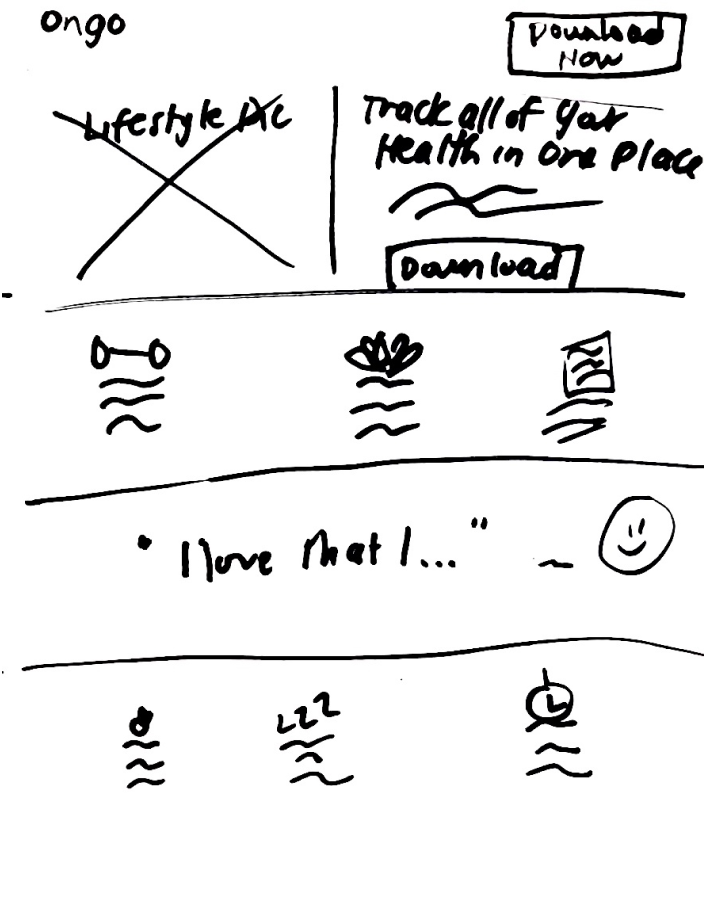 Ongo
Download
Now
Lifestyle Pic
Track all of your
Health in One Place
Download
"I love that I..." ~
zzz